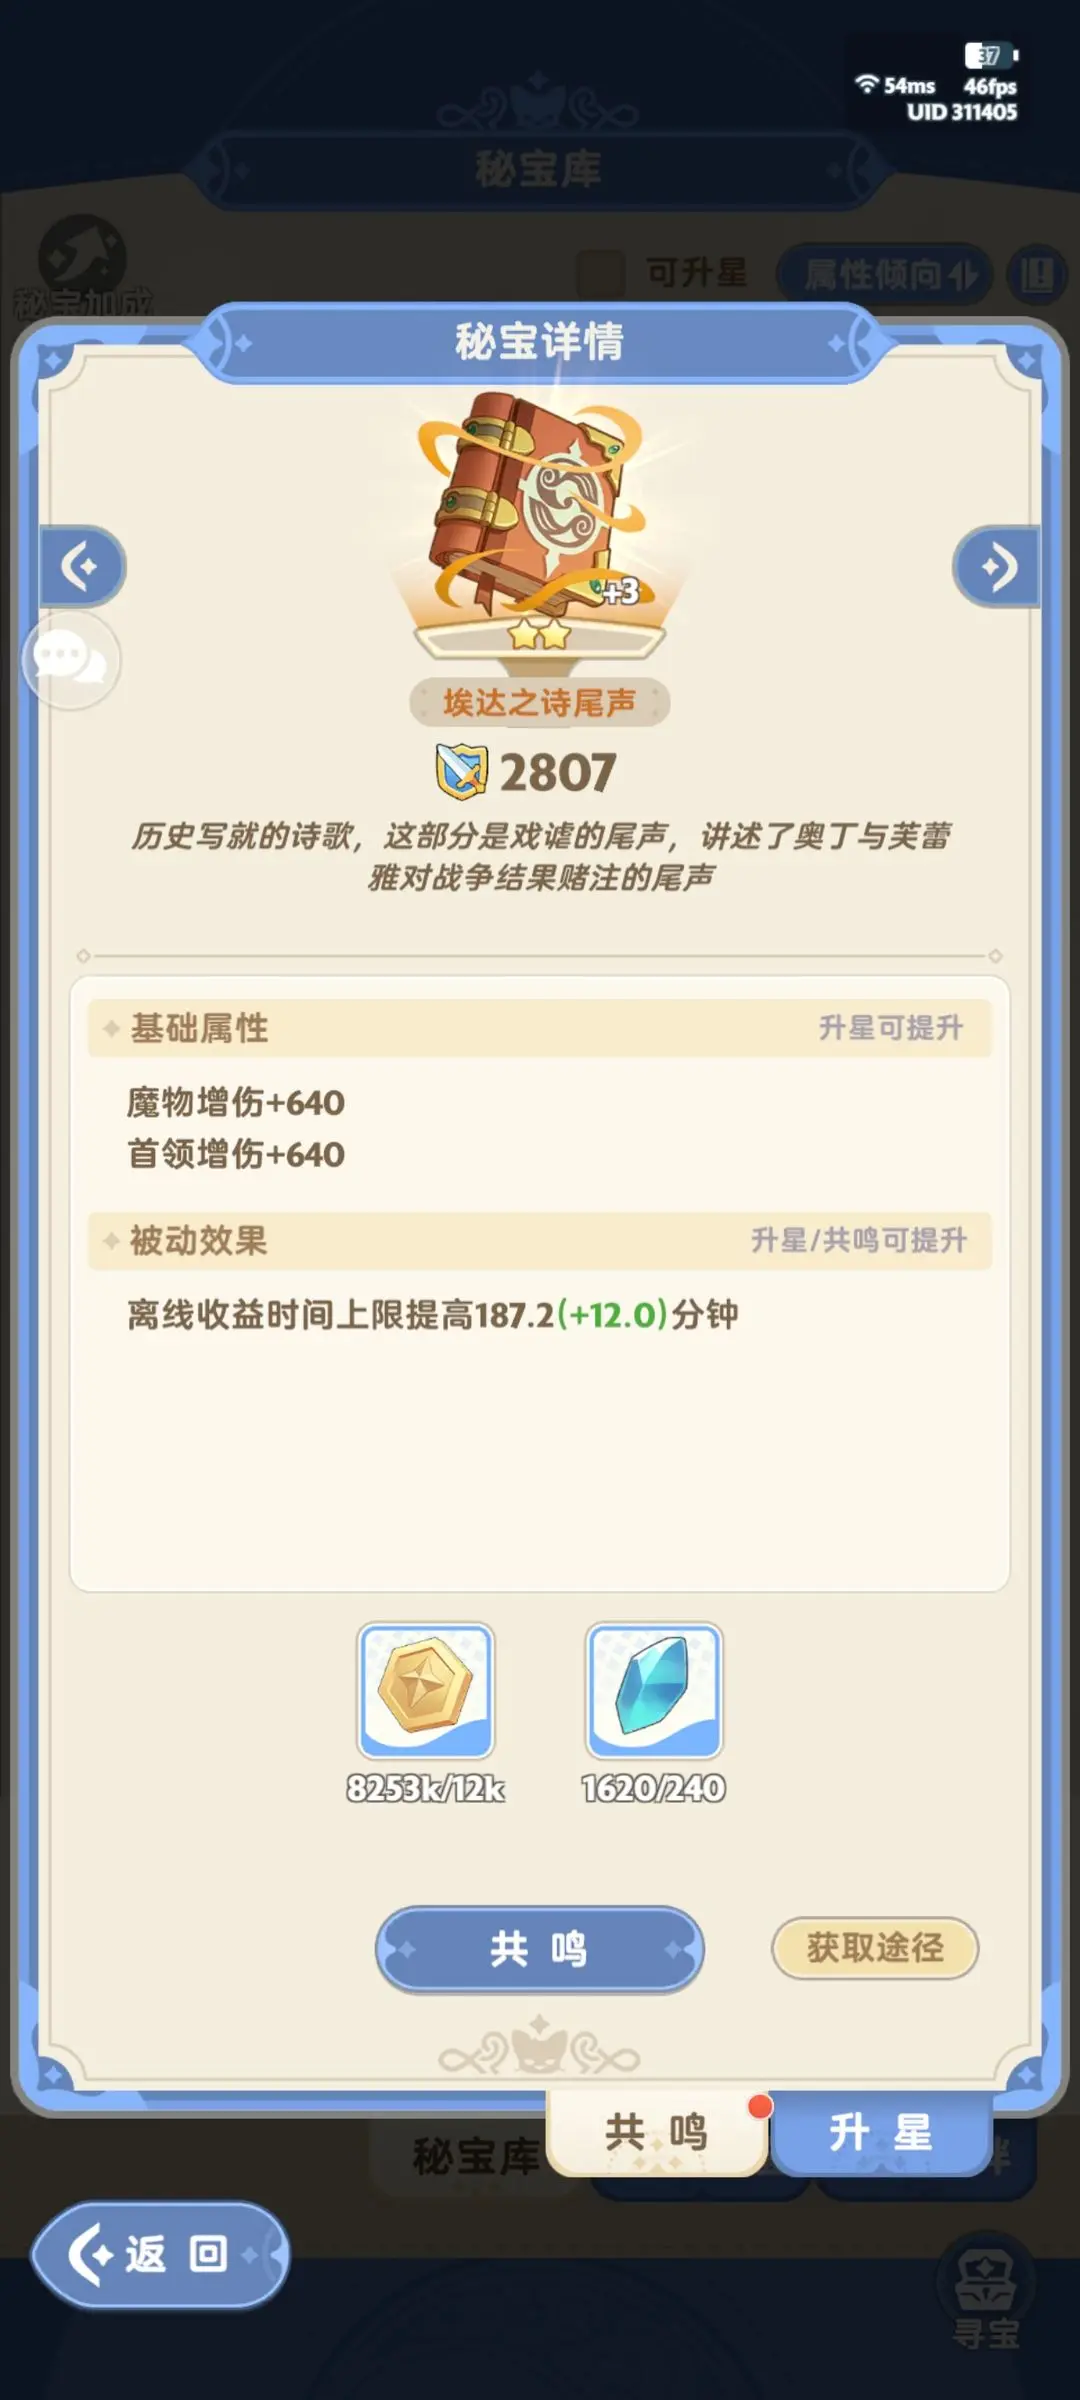 37
54ms 46fps
UID 311405
秘宝库
秘宝加成
可升星
属性倾向
秘宝详情
+3
埃达之诗尾声
2807
历史写就的诗歌，这部分是戏谑的尾声，讲述了奥丁与芙蕾
雅对战争结果赌注的尾声
基础属性 升星可提升
魔物增伤+640
首领增伤+640
被动效果 升星/共鸣可提升
离线收益时间上限提高187.2(+12.0)分钟
8253k/12k 1620/240
共鸣 获取途径
共鸣 升星
秘宝库
返回
寻宝